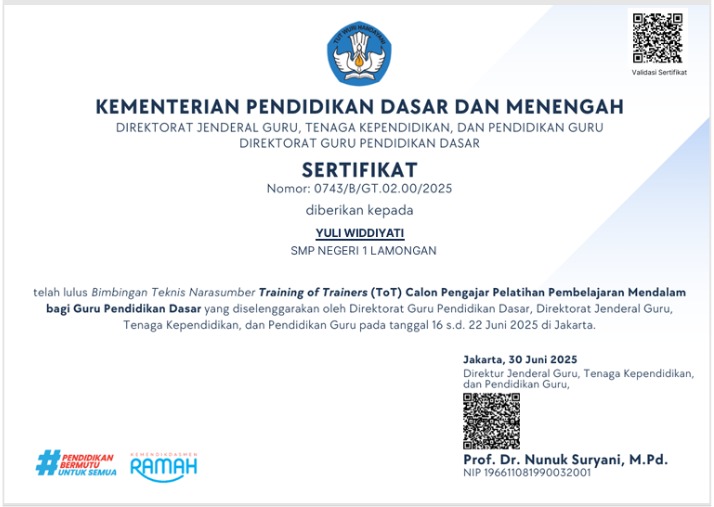 TUT WURI HANDAYANI
Validasi Sertifikat
KEMENTERIAN PENDIDIKAN DASAR DAN MENENGAH
DIREKTORAT JENDERAL GURU, TENAGA KEPENDIDIKAN, DAN PENDIDIKAN GURU
DIREKTORAT GURU PENDIDIKAN DASAR
SERTIFIKAT
Nomor: 0743/B/GT.02.00/2025
diberikan kepada
YULI WIDDIYATI
SMP NEGERI 1 LAMONGAN
telah lulus Bimbingan Teknis Narasumber Training of Trainers (ToT) Calon Pengajar Pelatihan Pembelajaran Mendalam
bagi Guru Pendidikan Dasar yang diselenggarakan oleh Direktorat Guru Pendidikan Dasar, Direktorat Jenderal Guru,
Tenaga Kependidikan, dan Pendidikan Guru pada tanggal 16 s.d. 22 Juni 2025 di Jakarta.
Jakarta, 30 Juni 2025
Direktur Jenderal Guru, Tenaga Kependidikan,
dan Pendidikan Guru,
Prof. Dr. Nunuk Suryani, M.Pd.
NIP 196611081990032001
#PENDIDIKAN
BERMUTU
UNTUK SEMUA
KEMENDIKDASMEN
RAMAH